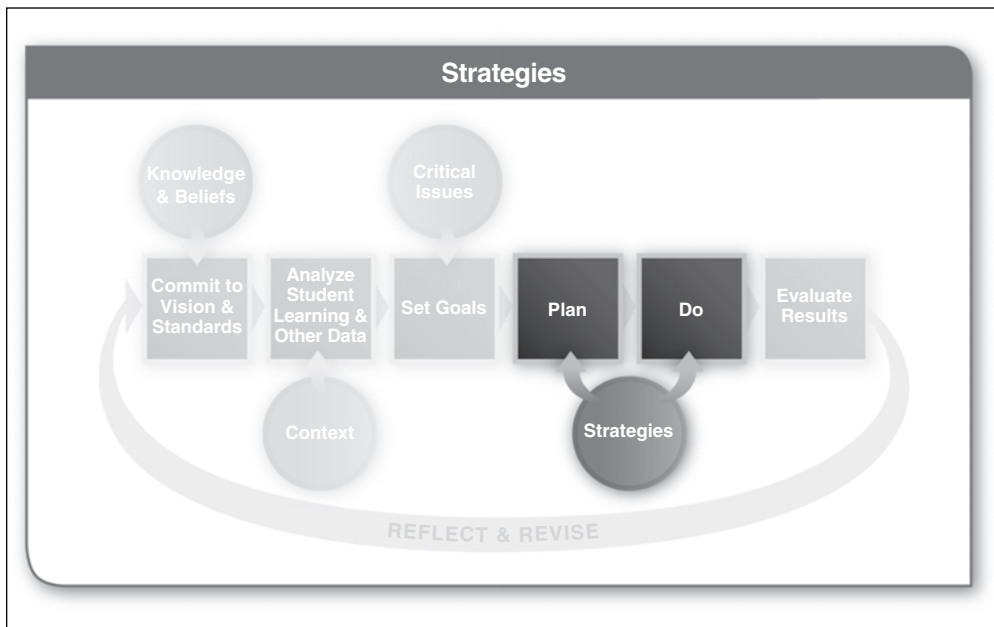 Strategies
Knowledge
& Beliefs
Critical
Issues
Commit to
Vision &
Standards
Analyze
Student
Learning &
Other Data
Set Goals
Plan
Do
Evaluate
Results
Context
Strategies
REFLECT & REVISE